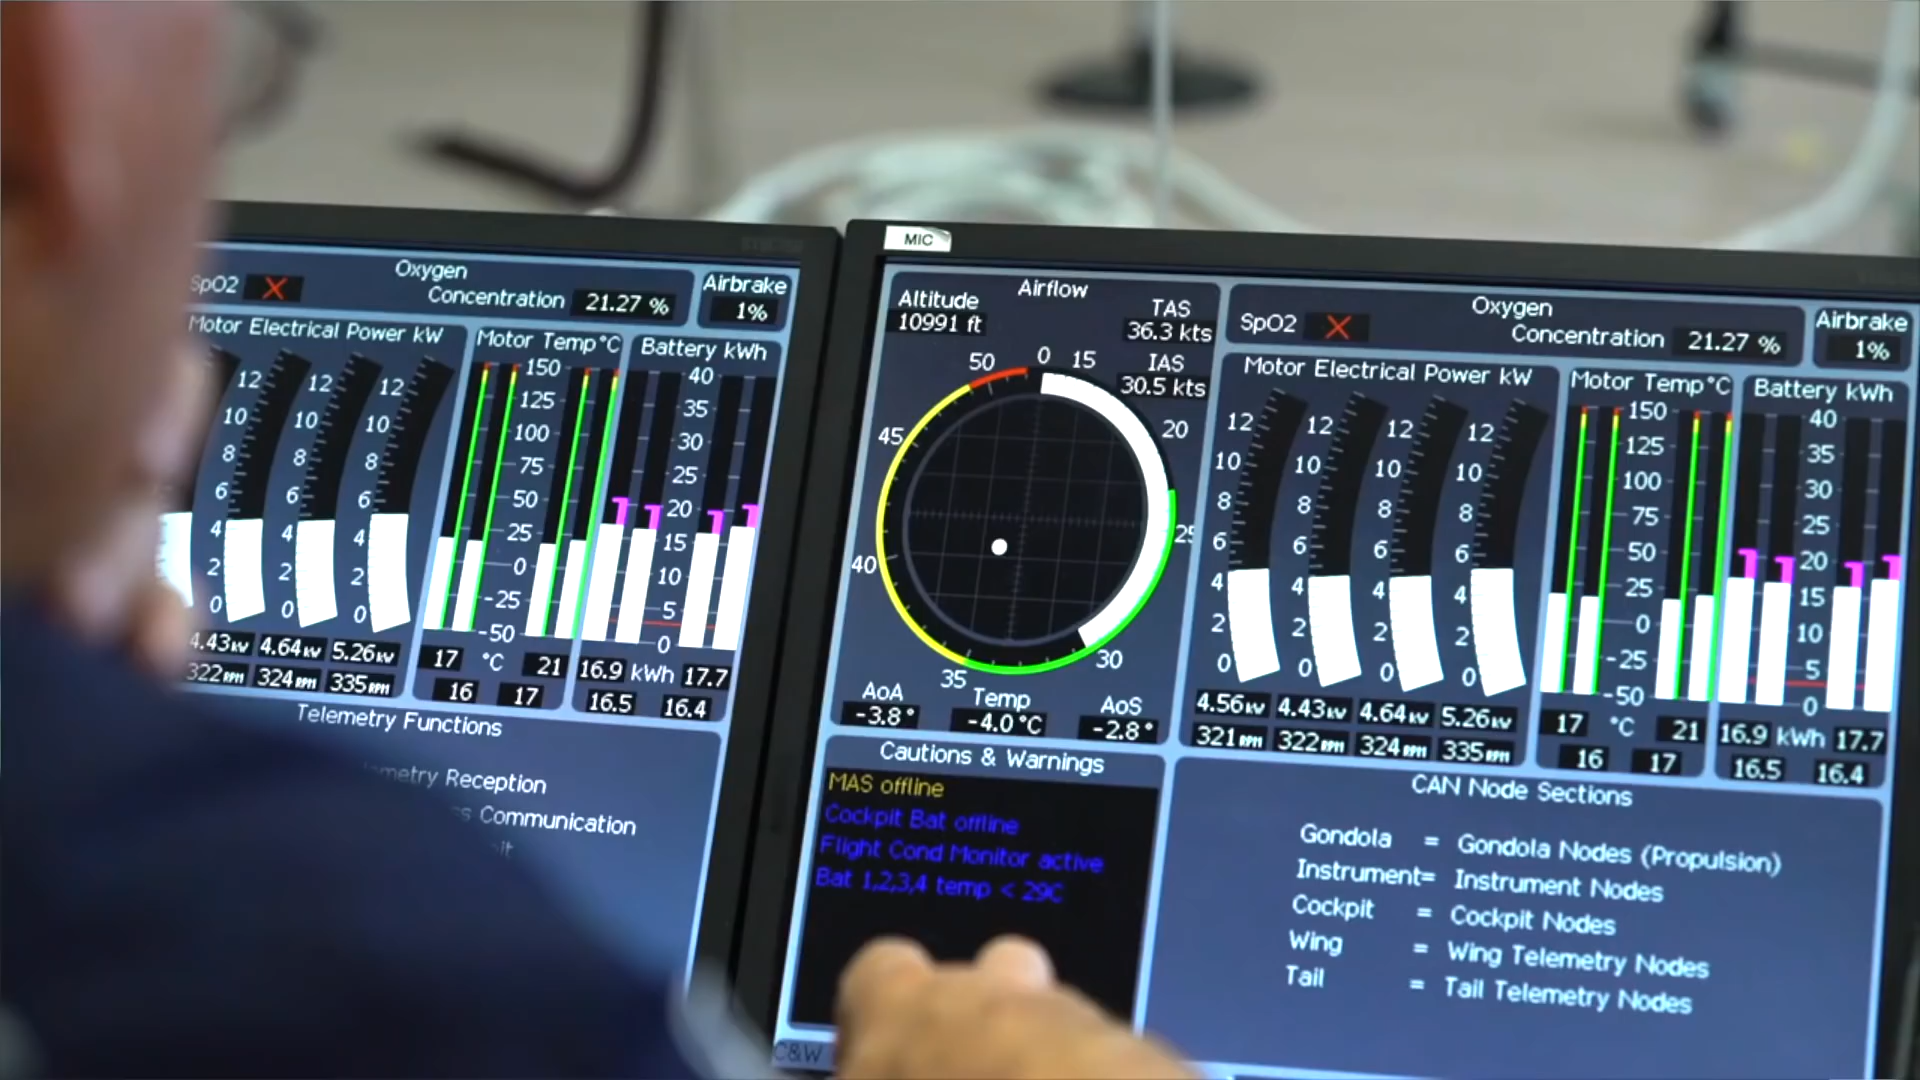 MIC
SpO2
Oxygen
Concentration 21.27 %
Airbrake
1%
Motor Electrical Power kW
12 12 12
10 10 10
8 8 8
6 6 6
4 4 4
2 2 2
0 0 0
4.43kW 4.64kW 5.26kW
322RPM 324RPM 335RPM
Motor Temp°C
150
125
100
75
50
25
0
-25
-50
17 °C 21
16 17
Battery kWh
40
35
30
25
20
15
10
5
0
16.9 kWh 17.7
16.5 16.4
Telemetry Functions
Reception
Communication
Airflow
Altitude
10991 ft
TAS
36.3 kts
IAS
30.5 kts
0 15
20
30
35
40
45
50
AoA
-3.8°
Temp
-4.0°C
AoS
-2.8°
Cautions & Warnings
MAS offline
Cockpit Bat offline
Flight Cond Monitor active
Bat 1,2,3,4 temp < 29C
C&W
SpO2
Oxygen
Concentration 21.27 %
Airbrake
1%
Motor Electrical Power kW
12 12 12 12
10 10 10 10
8 8 8 8
6 6 6 6
4 4 4 4
2 2 2 2
0 0 0 0
4.56kW 4.43kW 4.64kW 5.26kW
321RPM 322RPM 324RPM 335RPM
Motor Temp°C
150
125
100
75
50
25
0
-25
-50
17 °C 21
16 17
Battery kWh
40
35
30
25
20
15
10
5
0
16.9 kWh 17.7
16.5 16.4
CAN Node Sections
Gondola = Gondola Nodes (Propulsion)
Instrument= Instrument Nodes
Cockpit = Cockpit Nodes
Wing = Wing Telemetry Nodes
Tail = Tail Telemetry Nodes